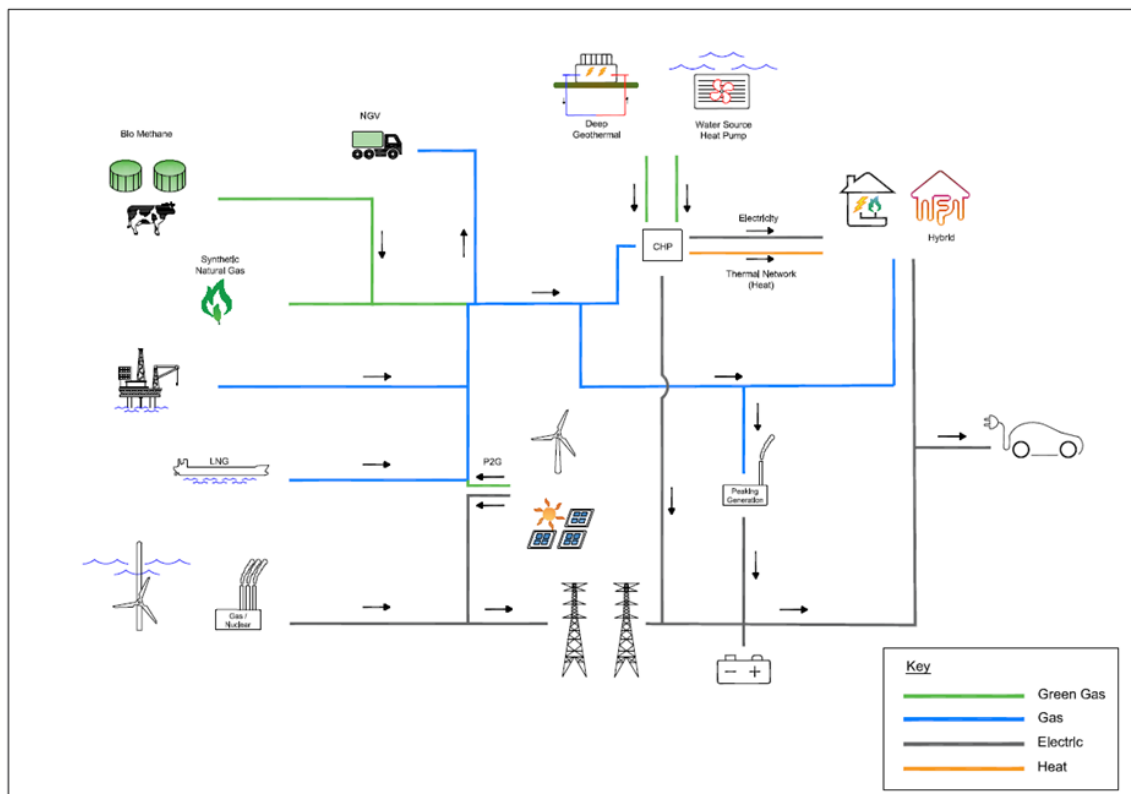 NGV
Bio Methane
Deep
Geothermal
Water Source
Heat Pump
Synthetic
Natural Gas
Electricity
CHP
Thermal Network
(Heat)
Hybrid
LNG
P2G
Peaking
Generation
Gas /
Nuclear
Key
Green Gas
Gas
Electric
Heat